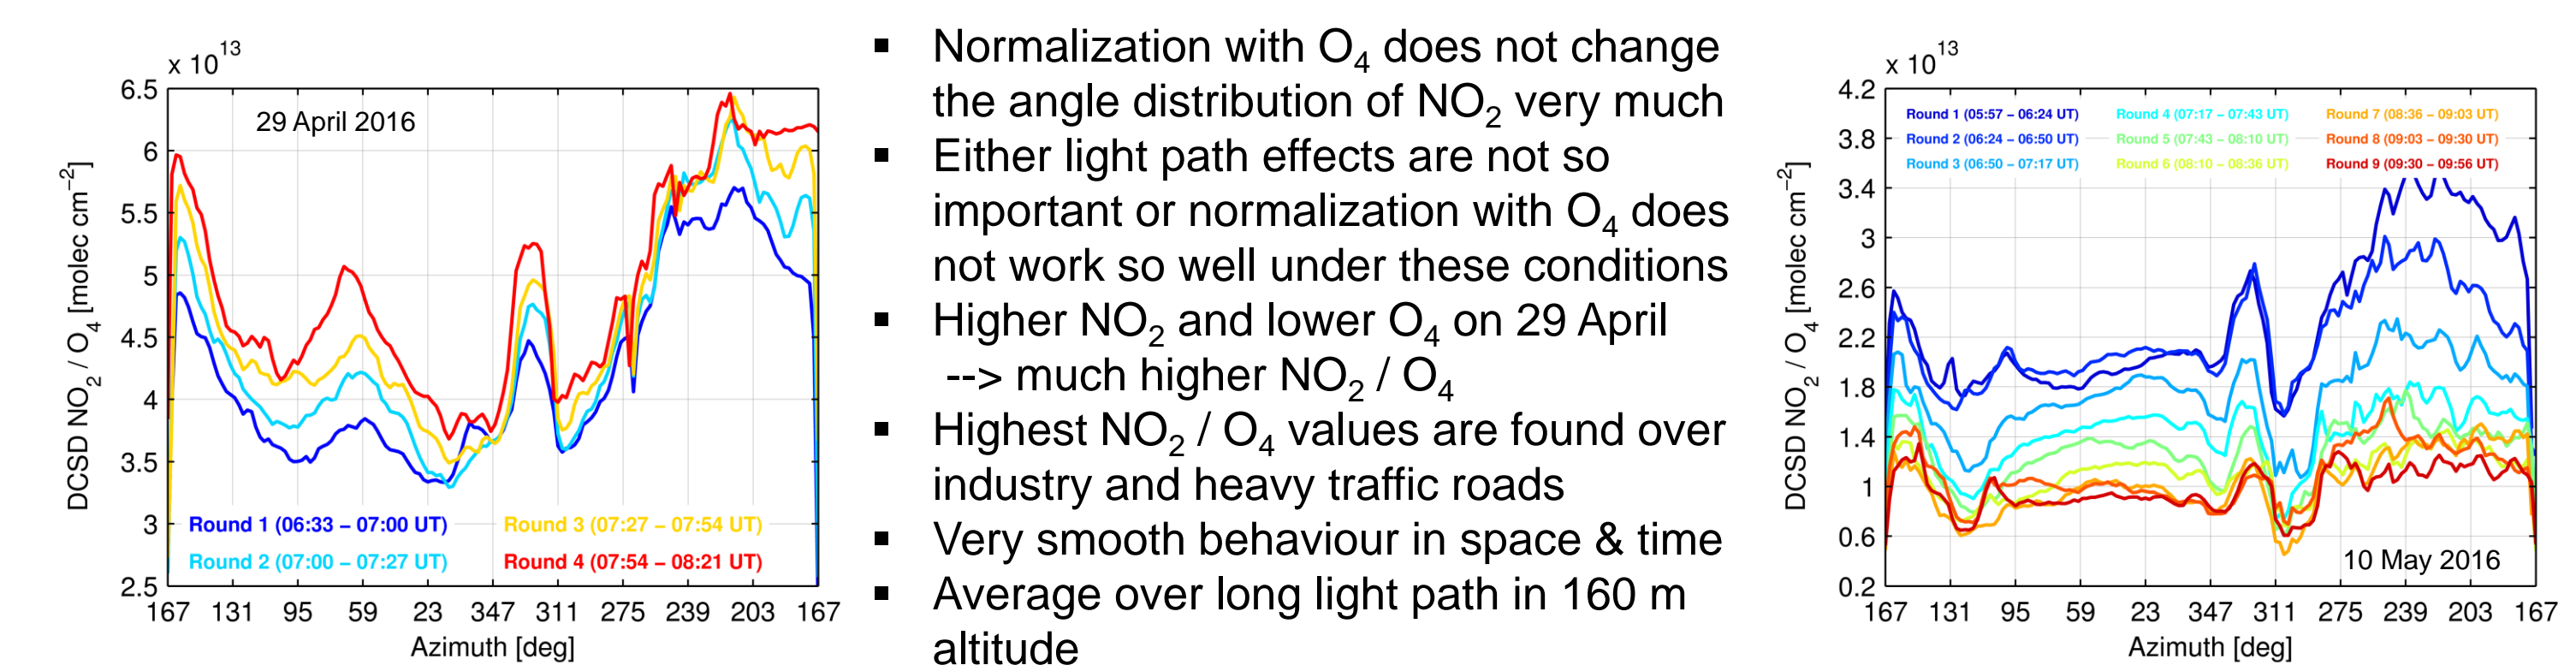 x 10^13
6.5
6
5.5
5
4.5
4
3.5
3
2.5
DCSD NO₂ / O₄ [molec cm⁻²]
29 April 2016
Round 1 (06:33 – 07:00 UT)
Round 3 (07:27 – 07:54 UT)
Round 2 (07:00 – 07:27 UT)
Round 4 (07:54 – 08:21 UT)
167 131 95 59 23 347 311 275 239 203 167
Azimuth [deg]
▪ Normalization with O₄ does not change
the angle distribution of NO₂ very much
▪ Either light path effects are not so
important or normalization with O₄ does
not work so well under these conditions
▪ Higher NO₂ and lower O₄ on 29 April
--> much higher NO₂ / O₄
▪ Highest NO₂ / O₄ values are found over
industry and heavy traffic roads
▪ Very smooth behaviour in space & time
▪ Average over long light path in 160 m
altitude
x 10^13
4.2
3.8
3.4
3
2.6
2.2
1.8
1.4
1
0.6
0.2
DCSD NO₂ / O₄ [molec cm⁻²]
Round 1 (05:57 – 06:24 UT) Round 4 (07:17 – 07:43 UT) Round 7 (08:36 – 09:03 UT)
Round 2 (06:24 – 06:50 UT) Round 5 (07:43 – 08:10 UT) Round 8 (09:03 – 09:30 UT)
Round 3 (06:50 – 07:17 UT) Round 6 (08:10 – 08:36 UT) Round 9 (09:30 – 09:56 UT)
10 May 2016
167 131 95 59 23 347 311 275 239 203 167
Azimuth [deg]